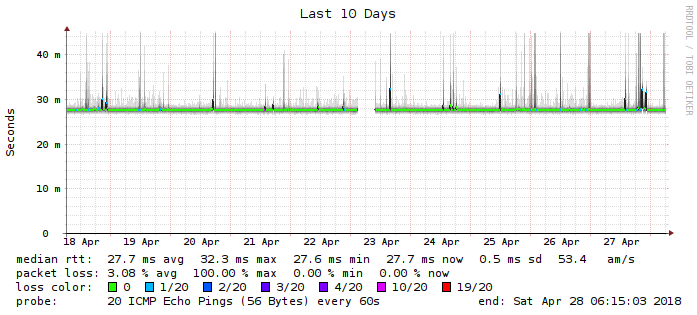 Last 10 Days
RRDTOOL / TOBI OETIKER
Seconds
40 m
30 m
20 m
10 m
0
18 Apr 19 Apr 20 Apr 21 Apr 22 Apr 23 Apr 24 Apr 25 Apr 26 Apr 27 Apr
median rtt: 27.7 ms avg 32.3 ms max 27.6 ms min 27.7 ms now 0.5 ms sd 53.4 am/s
packet loss: 3.08 % avg 100.00 % max 0.00 % min 0.00 % now
loss color: 0 1/20 2/20 3/20 4/20 10/20 19/20
probe: 20 ICMP Echo Pings (56 Bytes) every 60s end: Sat Apr 28 06:15:03 2018